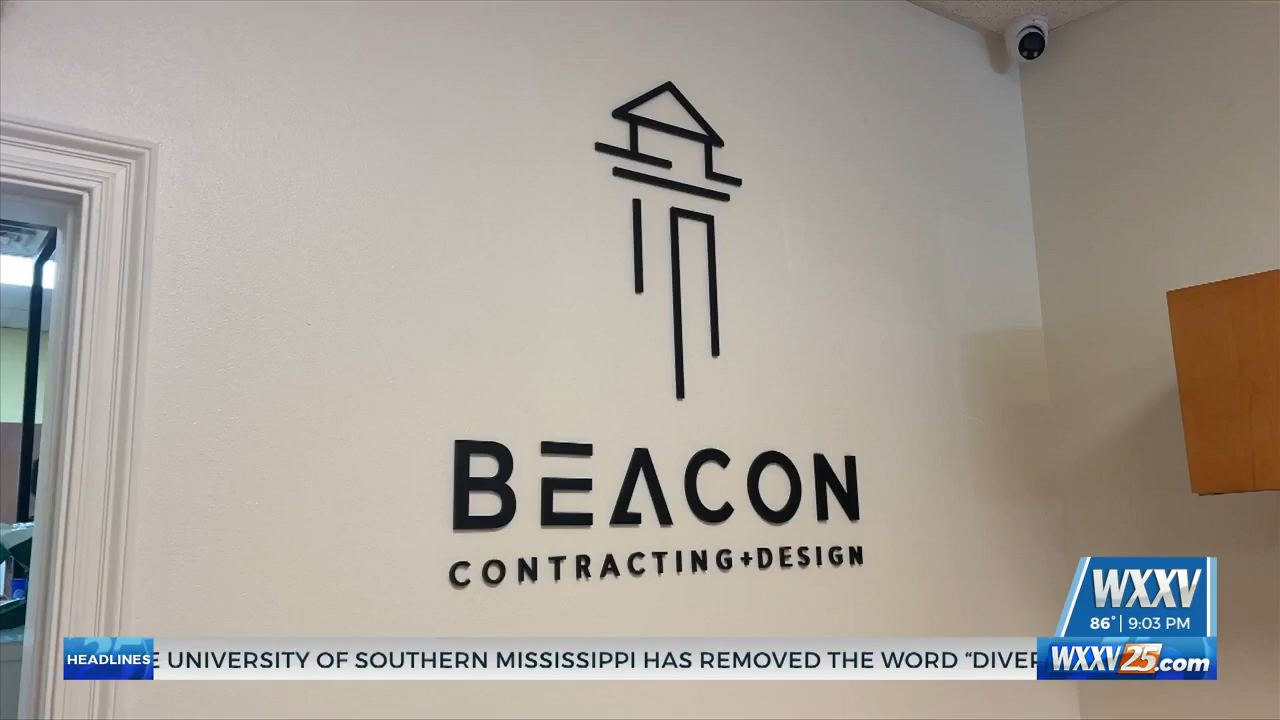 BEACON
CONTRACTING+DESIGN
WXXV
86° | 9:03 PM
HEADLINES
UNIVERSITY OF SOUTHERN MISSISSIPPI HAS REMOVED THE WORD “DIVER
WXXV25.com